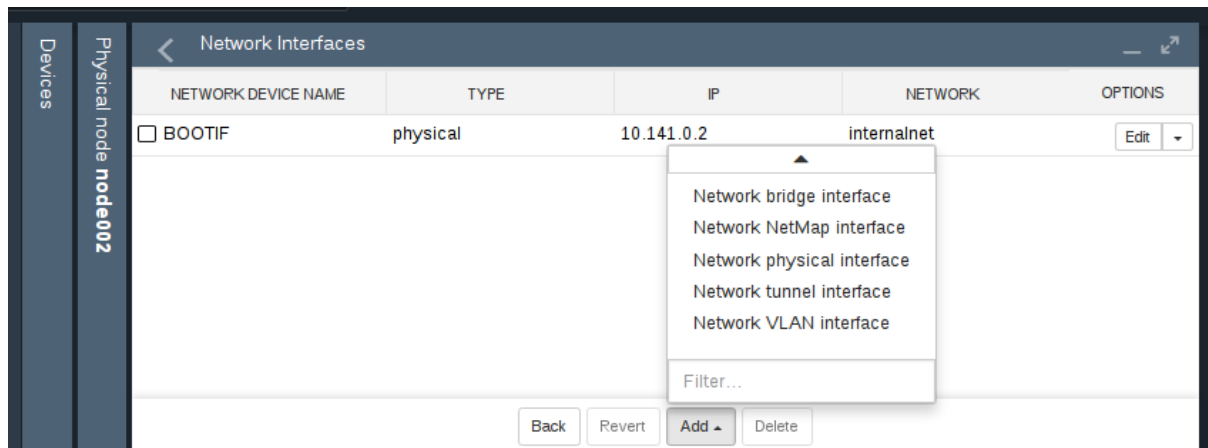 Devices
Physical node node002
Network Interfaces
NETWORK DEVICE NAME TYPE IP NETWORK OPTIONS
BOOTIF physical 10.141.0.2 internalnet Edit
Network bridge interface
Network NetMap interface
Network physical interface
Network tunnel interface
Network VLAN interface
Filter...
Back Revert Add Delete